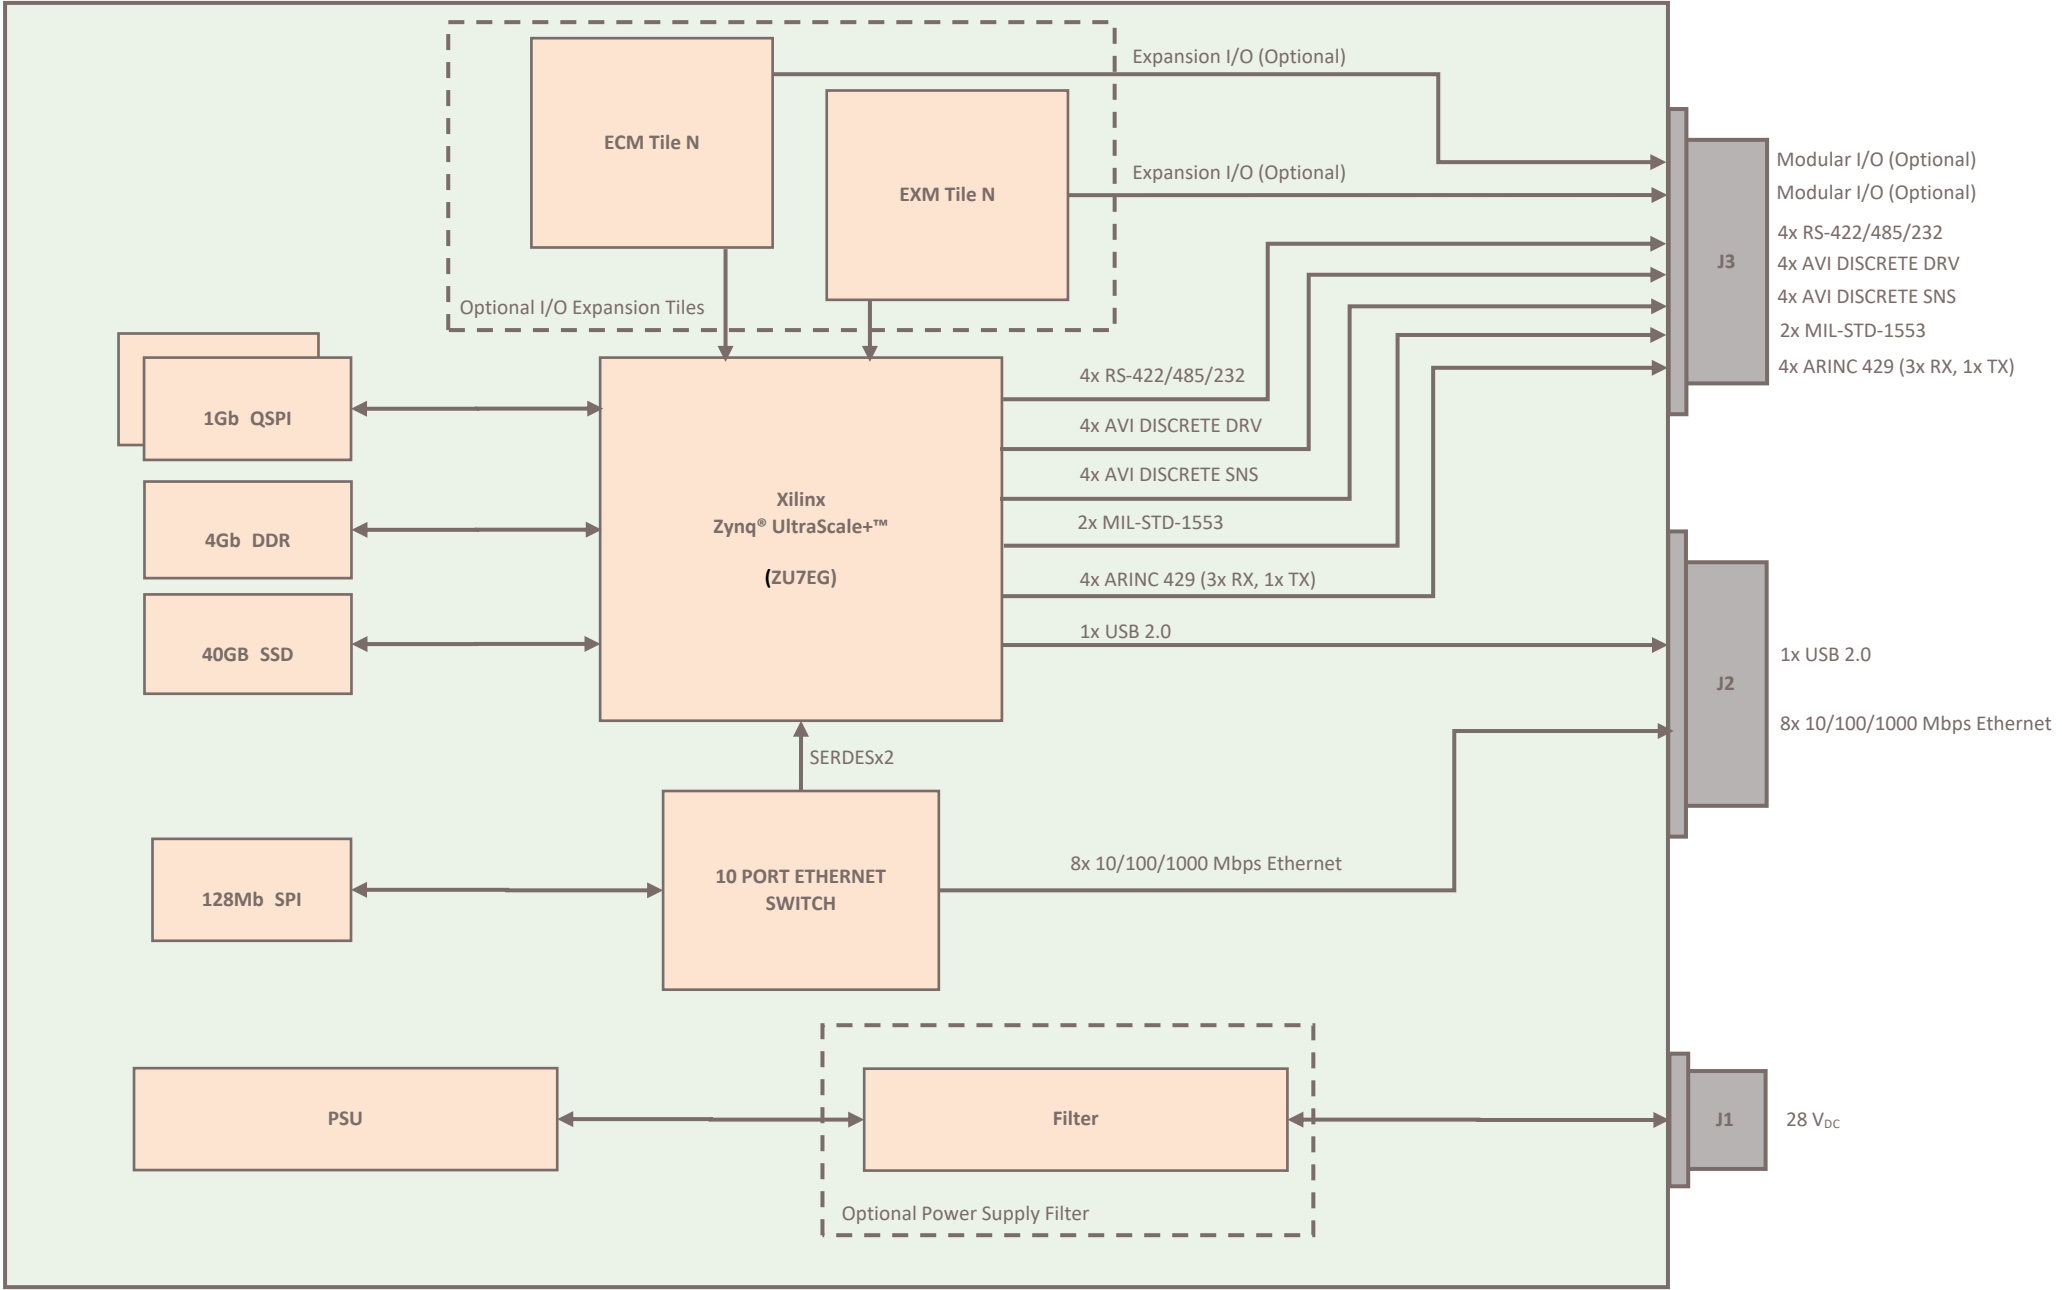 Expansion I/O (Optional)
ECM Tile N
Expansion I/O (Optional)
EXM Tile N
Optional I/O Expansion Tiles
Modular I/O (Optional)
Modular I/O (Optional)
4x RS-422/485/232
J3
4x AVI DISCRETE DRV
4x AVI DISCRETE SNS
2x MIL-STD-1553
4x ARINC 429 (3x RX, 1x TX)
1Gb QSPI
4Gb DDR
40GB SSD
Xilinx
Zynq® UltraScale+™
(ZU7EG)
4x RS-422/485/232
4x AVI DISCRETE DRV
4x AVI DISCRETE SNS
2x MIL-STD-1553
4x ARINC 429 (3x RX, 1x TX)
1x USB 2.0
1x USB 2.0
J2
8x 10/100/1000 Mbps Ethernet
SERDESx2
128Mb SPI
10 PORT ETHERNET
SWITCH
8x 10/100/1000 Mbps Ethernet
PSU
Filter
J1
28 VDC
Optional Power Supply Filter